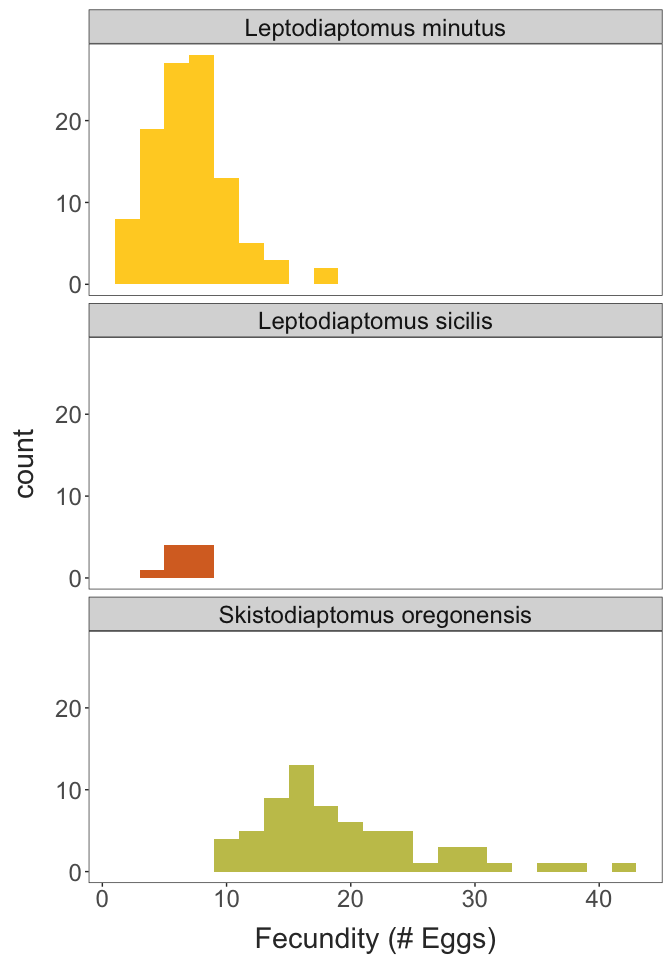 Leptodiaptomus minutus
20
10
0
Leptodiaptomus sicilis
20
10
0
count
Skistodiaptomus oregonensis
20
10
0
0 10 20 30 40
Fecundity (# Eggs)